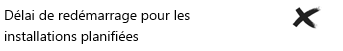 Délai de redémarrage pour les
installations planifiées